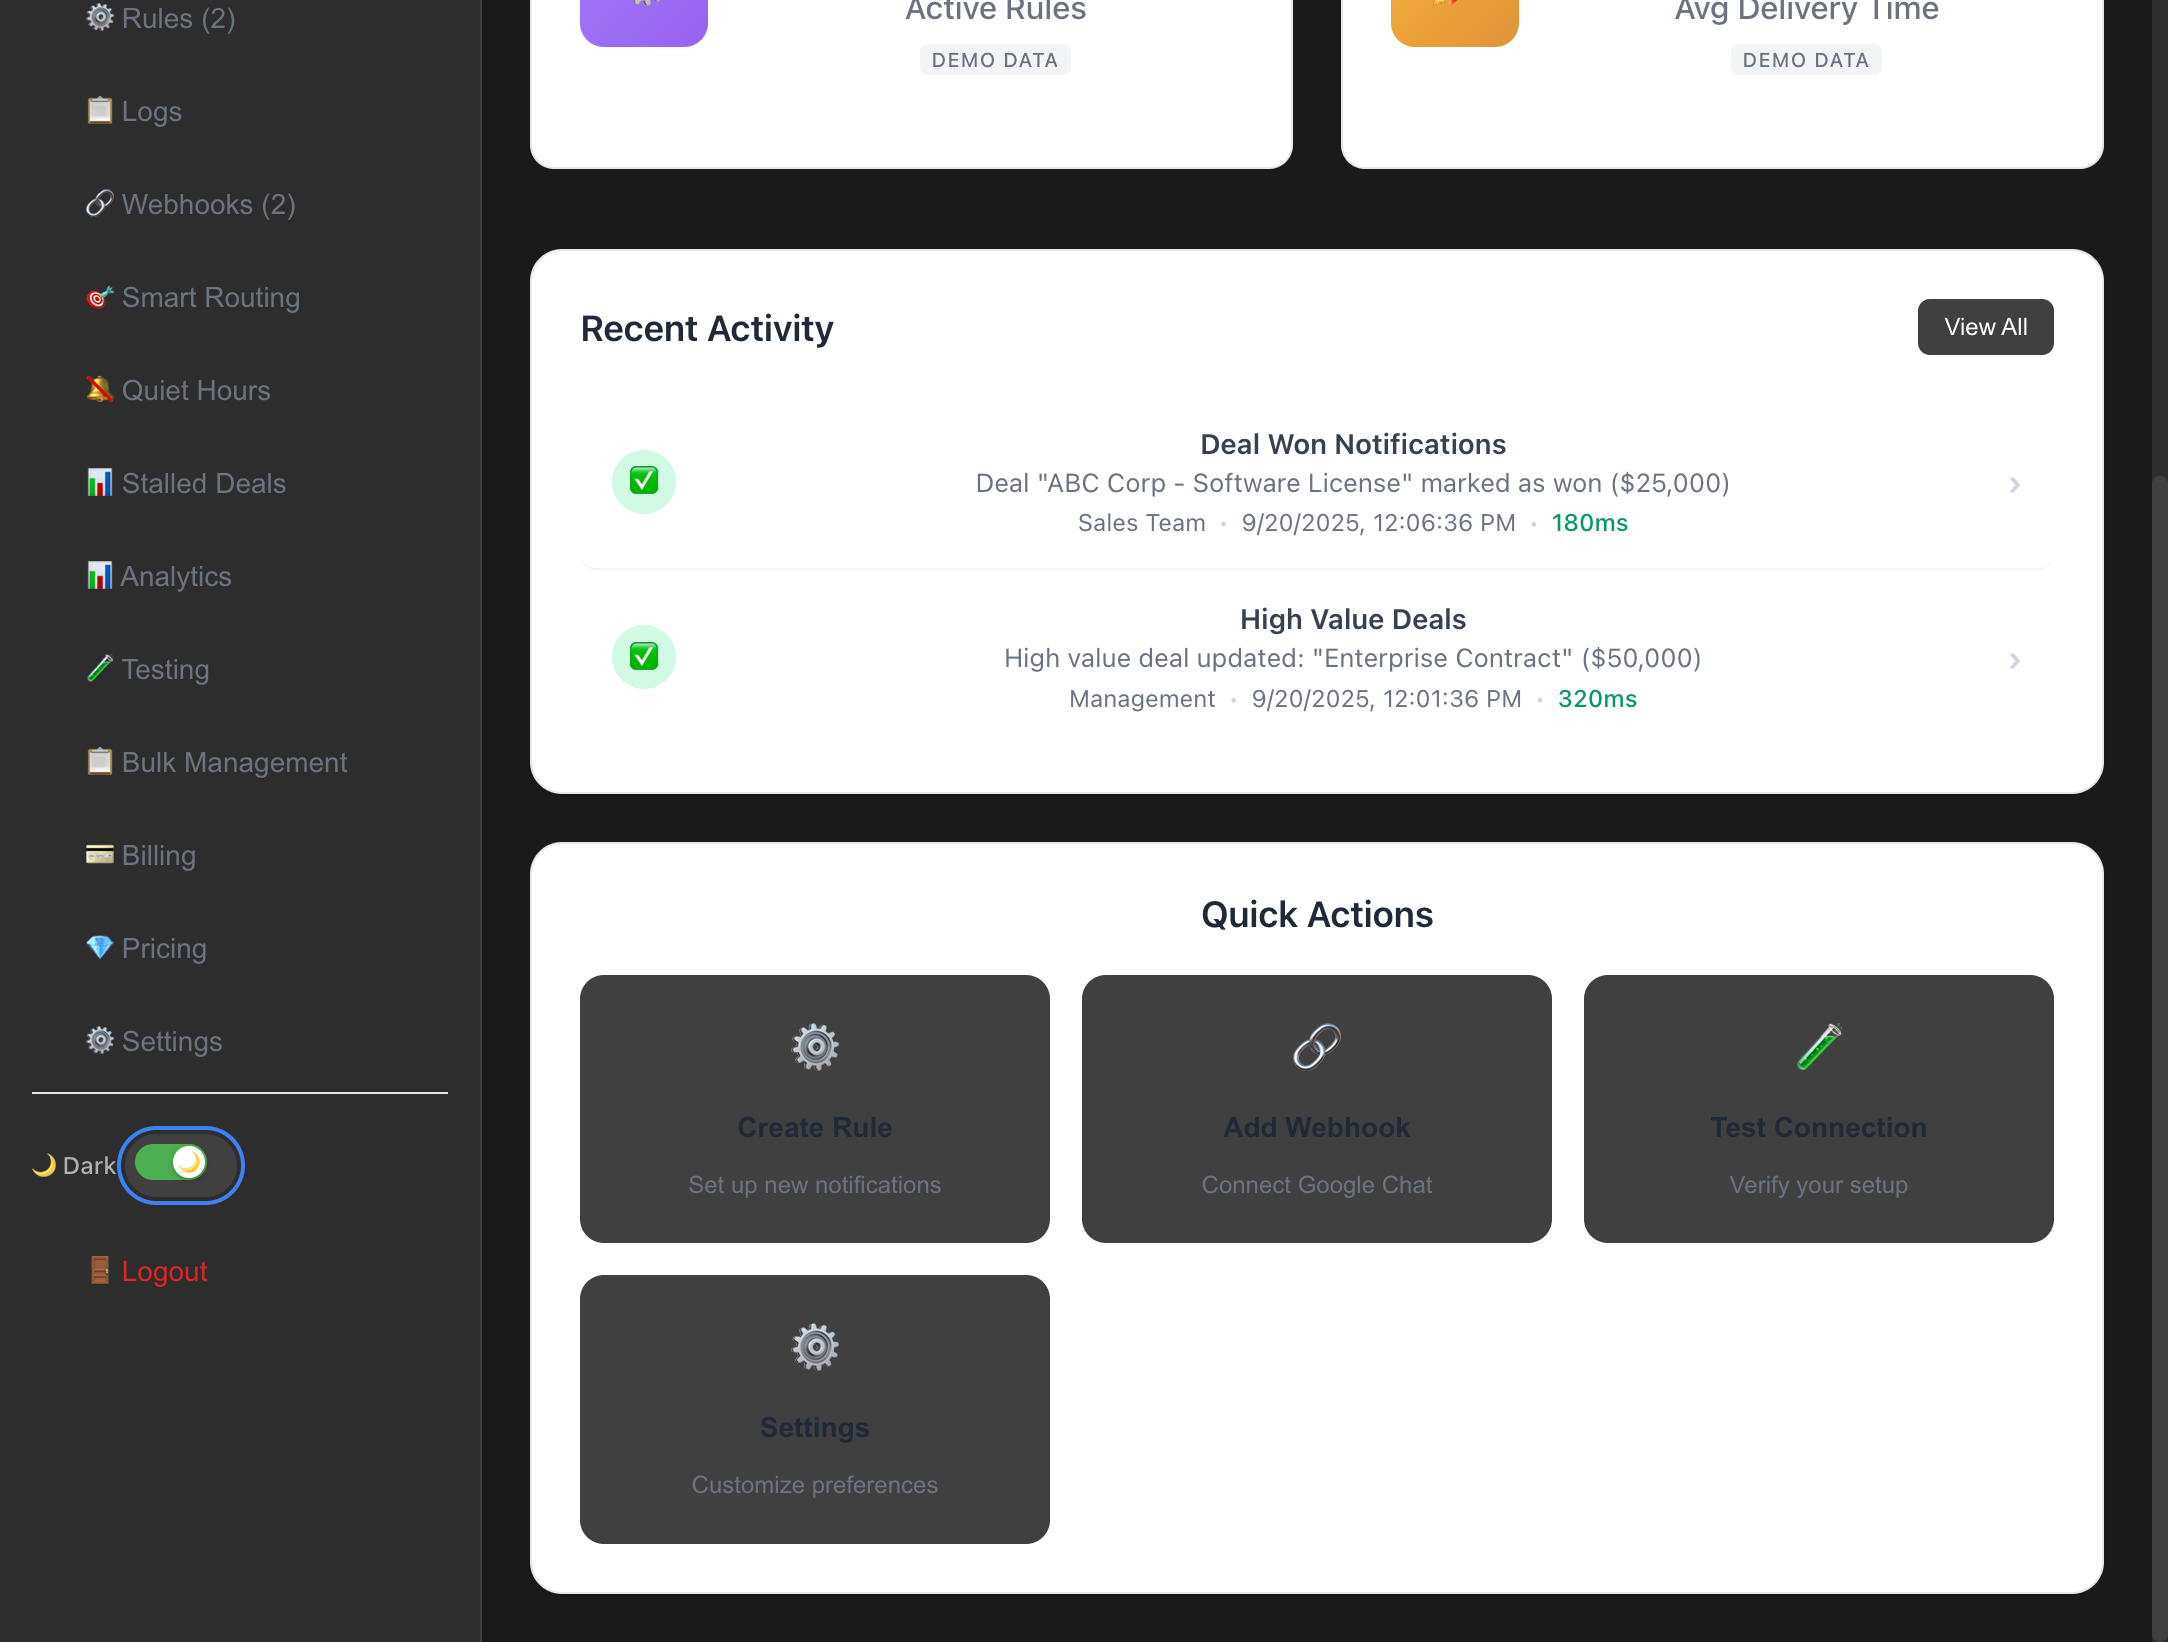 Rules (2)
Logs
Webhooks (2)
Smart Routing
Quiet Hours
Stalled Deals
Analytics
Testing
Bulk Management
Billing
Pricing
Settings
Dark
Logout
Active Rules
DEMO DATA
Avg Delivery Time
DEMO DATA
Recent Activity
View All
Deal Won Notifications
Deal "ABC Corp - Software License" marked as won ($25,000)
Sales Team • 9/20/2025, 12:06:36 PM • 180ms
High Value Deals
High value deal updated: "Enterprise Contract" ($50,000)
Management • 9/20/2025, 12:01:36 PM • 320ms
Quick Actions
Create Rule
Set up new notifications
Add Webhook
Connect Google Chat
Test Connection
Verify your setup
Settings
Customize preferences